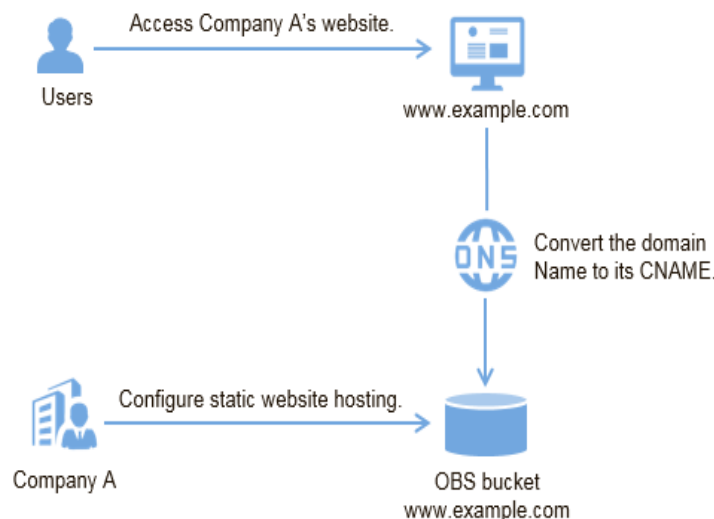 Access Company A's website.
Users
www.example.com
DNS
Convert the domain
Name to its CNAME.
Configure static website hosting.
Company A
OBS bucket
www.example.com